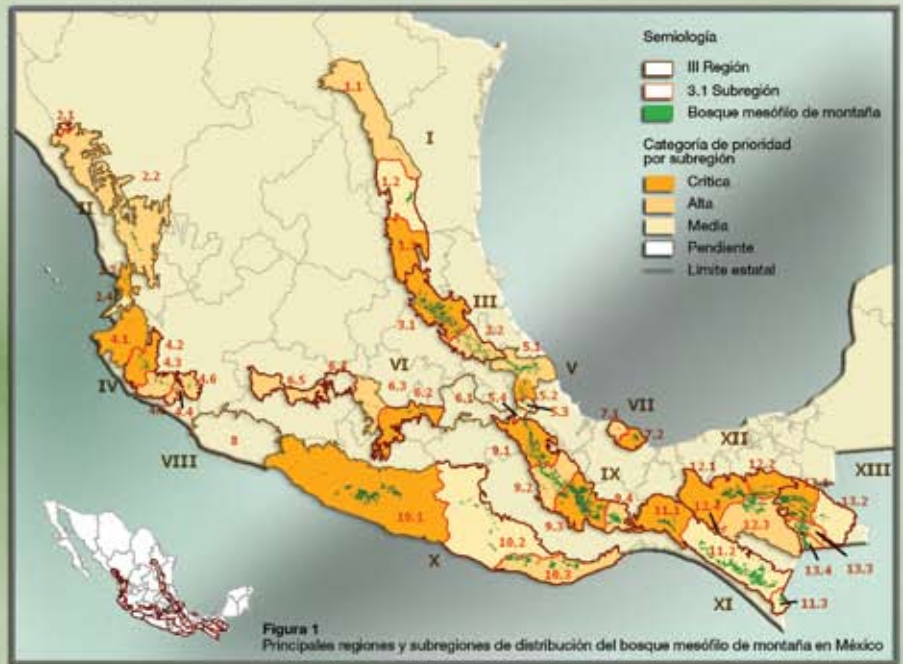 Semiología
III Región
3.1 Subregión
Bosque mesófilo de montaña
Categoría de prioridad
por subregión
Crítica
Alta
Media
Pendiente
Límite estatal
1.1
I
2.1
2.2
1.2
II
III
3.1
3.2
2.4
4.1
4.2
4.3
4.6
4.4
IV
VI
6.5
6.3
6.2
6.1
5.1
V
5.2
5.3
5.4
VII
7.1
7.2
8
VIII
9.1
IX
9.2
9.3
9.4
XII
12.1
12.2
XIII
13.2
10.1
11.1
12.3
10.2
11.2
13.3
13.4
X
10.3
XI
11.3
Figura 1
Principales regiones y subregiones de distribución del bosque mesófilo de montaña en México